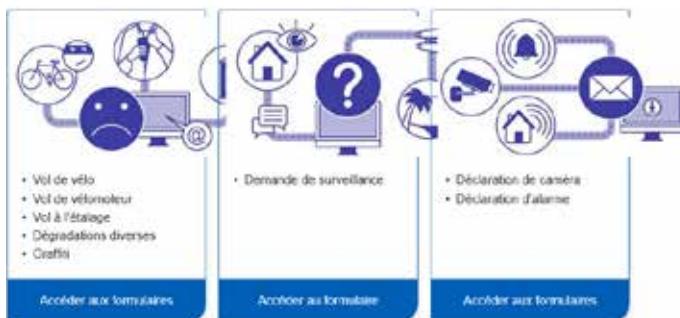 @
?
• Vol de vélo
• Vol de vélomoteur
• Vol à l'étalage
• Dégradations diverses
• Graffiti
Accéder aux formulaires
• Demande de surveillance
Accéder au formulaire
• Déclaration de caméra
• Déclaration d'alarme
Accéder aux formulaires